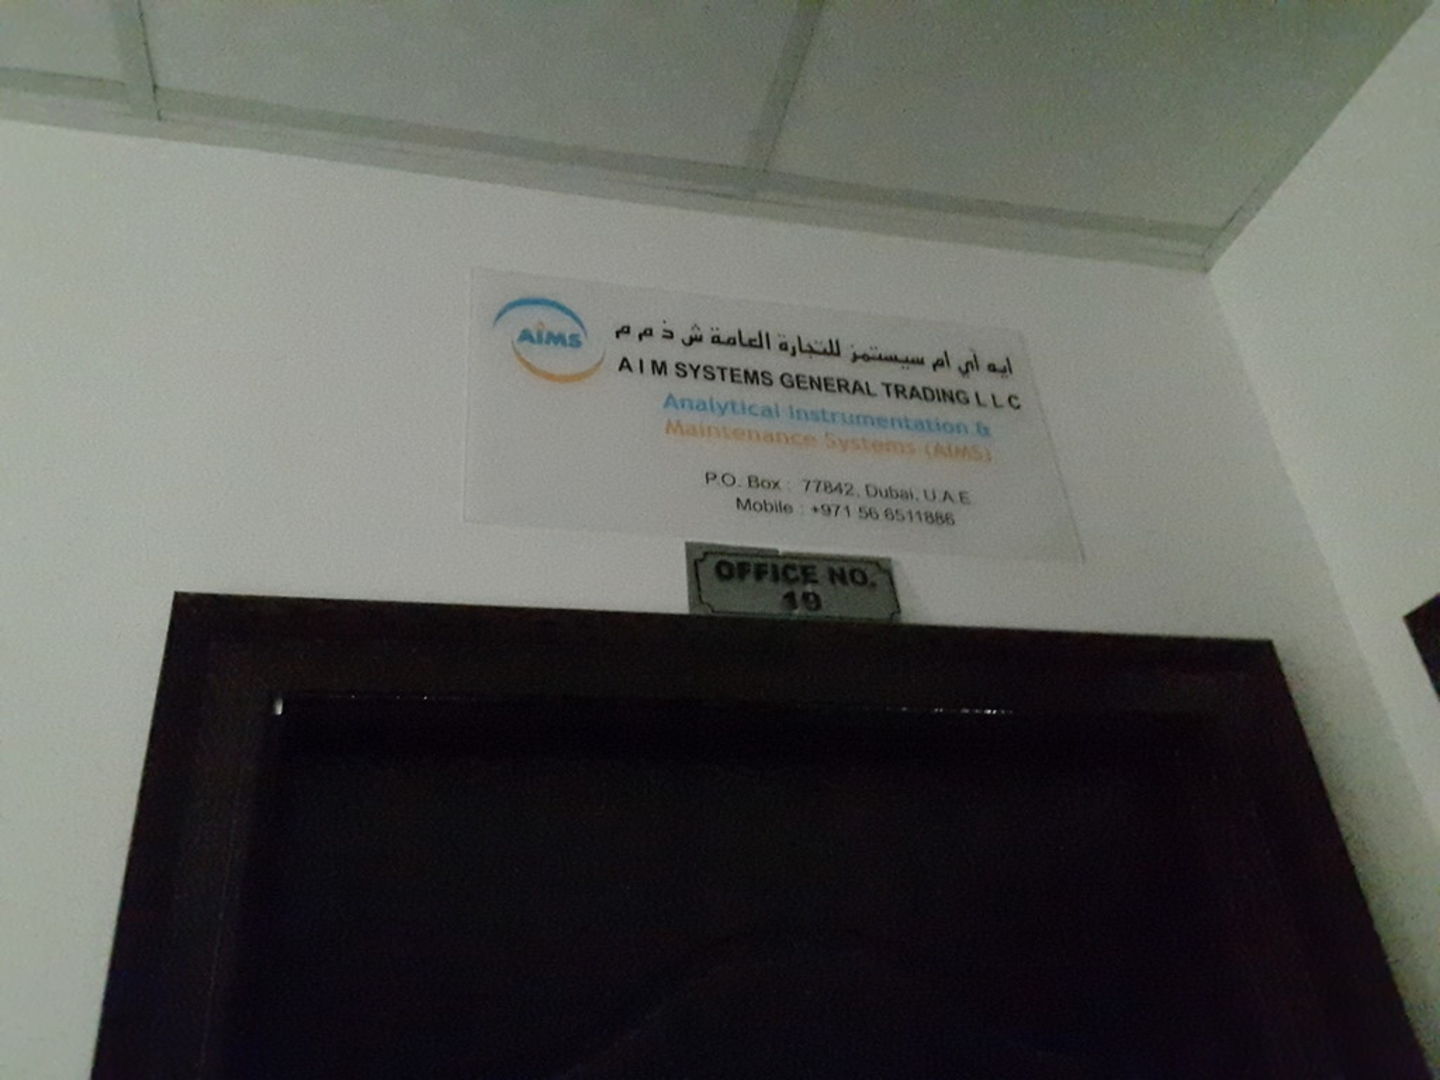 AIMS
ايه آي ام سيستمز للتجارة العامة ش ذ م م
A I M SYSTEMS GENERAL TRADING L L C
Analytical Instrumentation &
Maintenance Systems (AIMS)
P.O. Box : 77842, Dubai, U.A.E
Mobile : +971 56 6511886
OFFICE NO.
19